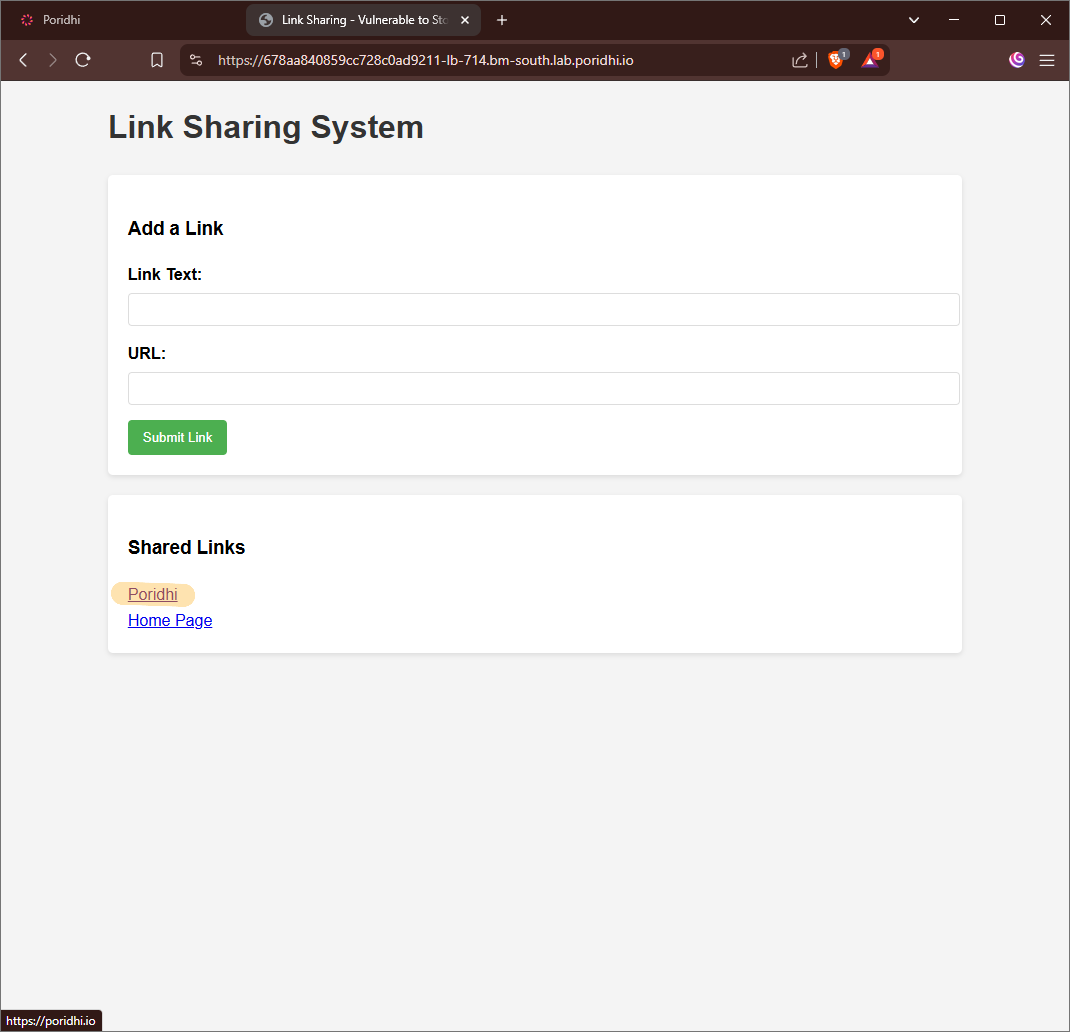 Poridhi
Link Sharing - Vulnerable to Sto
https://678aa840859cc728c0ad9211-lb-714.bm-south.lab.poridhi.io
1
1
Link Sharing System
Add a Link
Link Text:
URL:
Submit Link
Shared Links
Poridhi
Home Page
https://poridhi.io